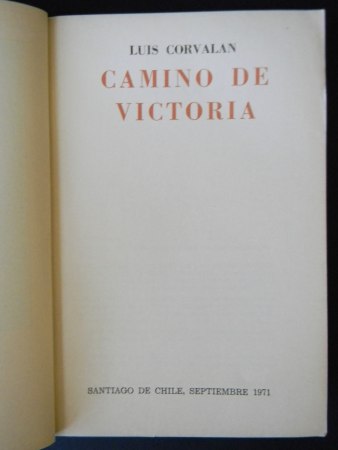 LUIS CORVALAN
CAMINO DE
VICTORIA
SANTIAGO DE CHILE, SEPTIEMBRE 1971